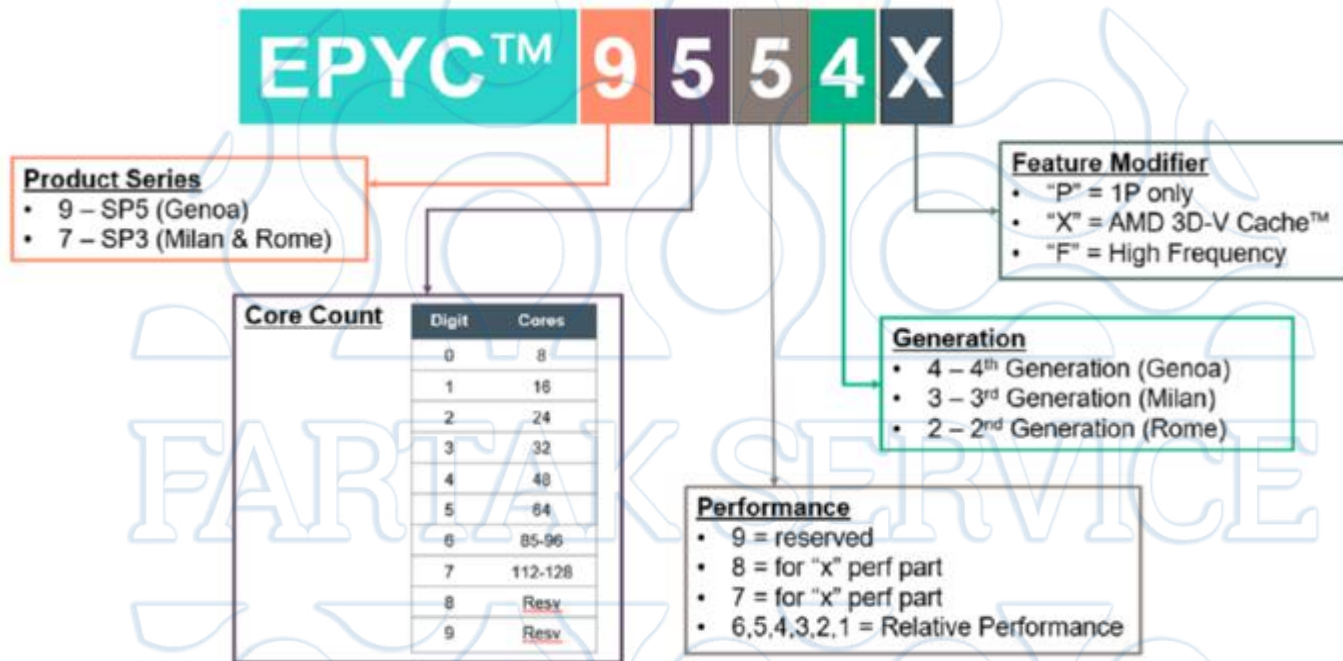 EPYC™ 9 5 5 4 X
Product Series
• 9 – SP5 (Genoa)
• 7 – SP3 (Milan & Rome)
Feature Modifier
• “P” = 1P only
• “X” = AMD 3D-V Cache™
• “F” = High Frequency
Core Count
Digit Cores
0 8
1 16
2 24
3 32
4 48
5 64
6 85-96
7 112-128
8 Resv
9 Resv
Generation
• 4 – 4th Generation (Genoa)
• 3 – 3rd Generation (Milan)
• 2 – 2nd Generation (Rome)
Performance
• 9 = reserved
• 8 = for “x” perf part
• 7 = for “x” perf part
• 6,5,4,3,2,1 = Relative Performance
FARTAK SERVICE